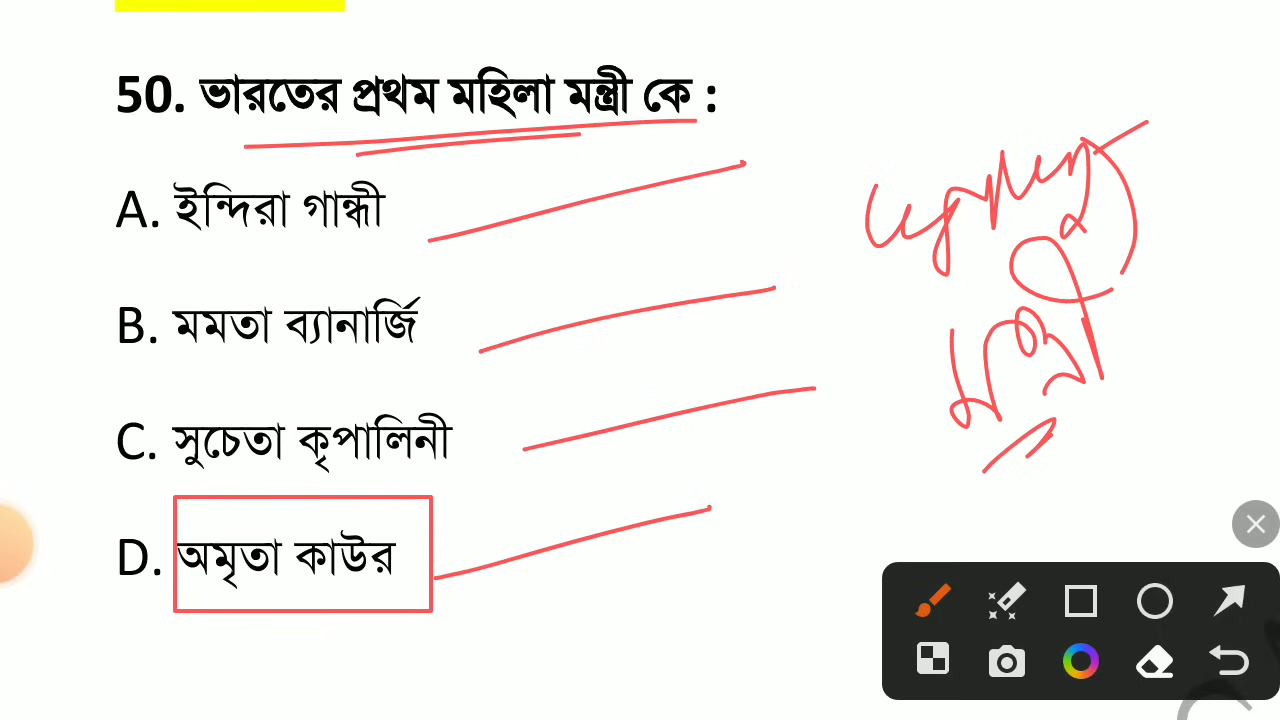 50. ভারতের প্রথম মহিলা মন্ত্রী কে :
A. ইন্দিরা গান্ধী
B. মমতা ব্যানার্জি
C. সুচেতা কৃপালিনী
D. অমৃতা কাউর